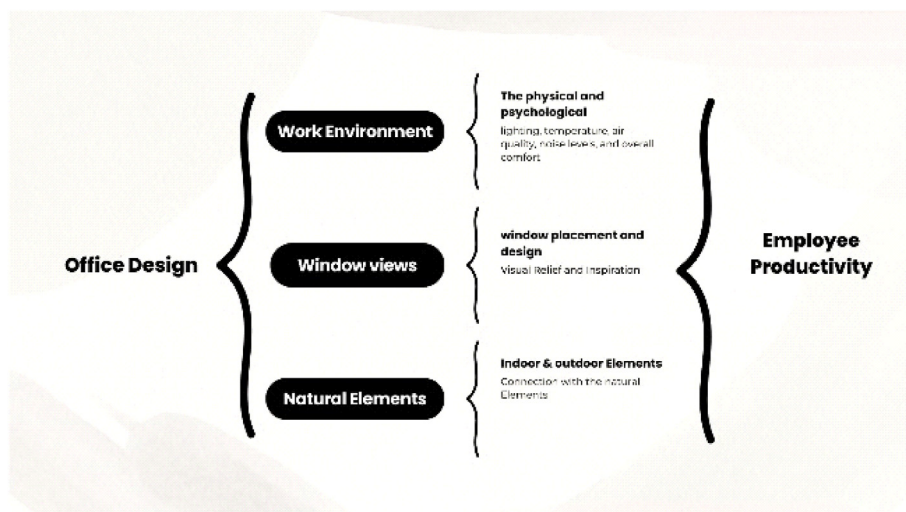 Office Design
Work Environment
The physical and
psychological
lighting, temperature, air
quality, noise levels, and overall
comfort
Window views
window placement and
design
Visual Relief and Inspiration
Natural Elements
Indoor & outdoor Elements
Connection with the natural
Elements
Employee
Productivity